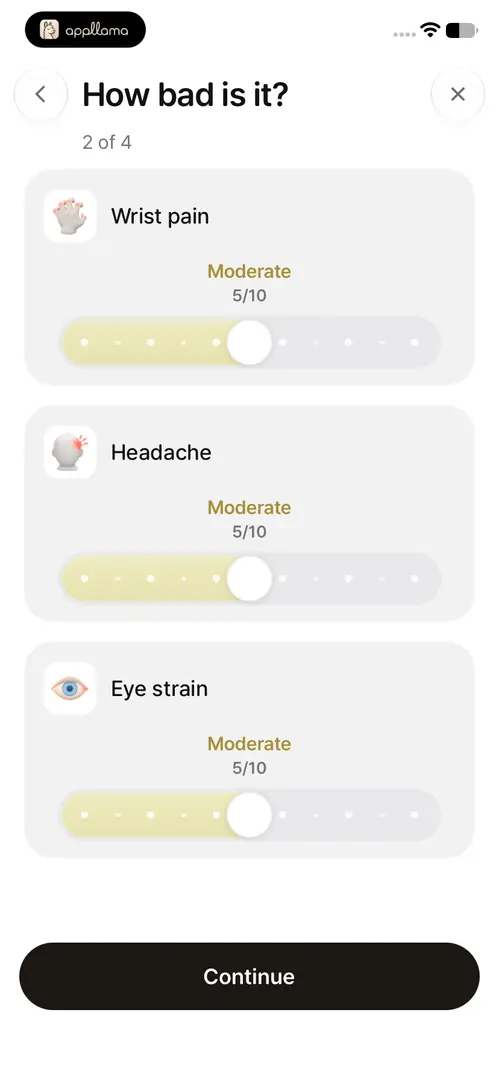 appllama
How bad is it?
2 of 4
Wrist pain
Moderate
5/10
Headache
Moderate
5/10
Eye strain
Moderate
5/10
Continue